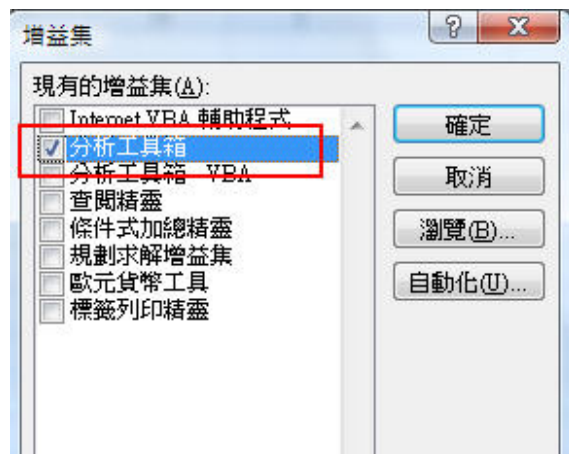 增益集
現有的增益集(A):
Internet VBA 輔助程式
分析工具箱
分析工具箱 - VBA
查閱精靈
條件式加總精靈
規劃求解增益集
歐元貨幣工具
標籤列印精靈
確定
取消
瀏覽(B)...
自動化(U)...